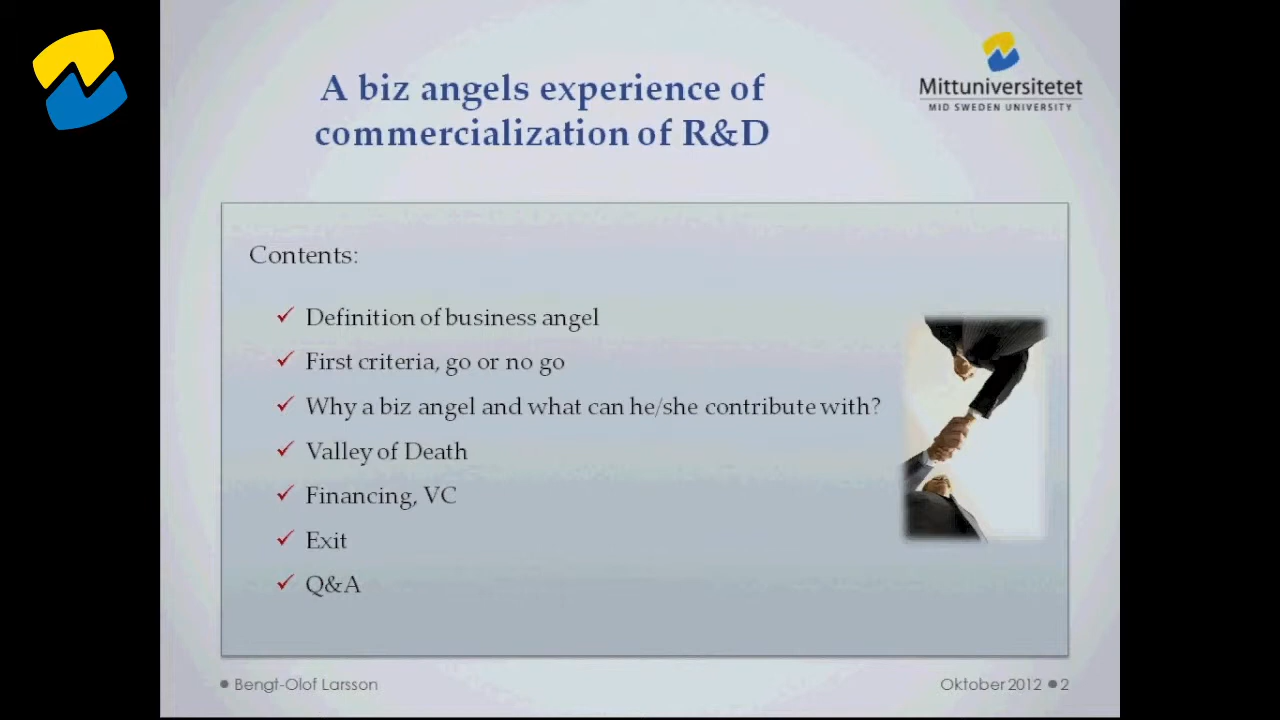 A biz angels experience of
commercialization of R&D
Mittuniversitetet
MID SWEDEN UNIVERSITY
Contents:
Definition of business angel
First criteria, go or no go
Why a biz angel and what can he/she contribute with?
Valley of Death
Financing, VC
Exit
Q&A
Bengt-Olof Larsson
Oktober 2012 2